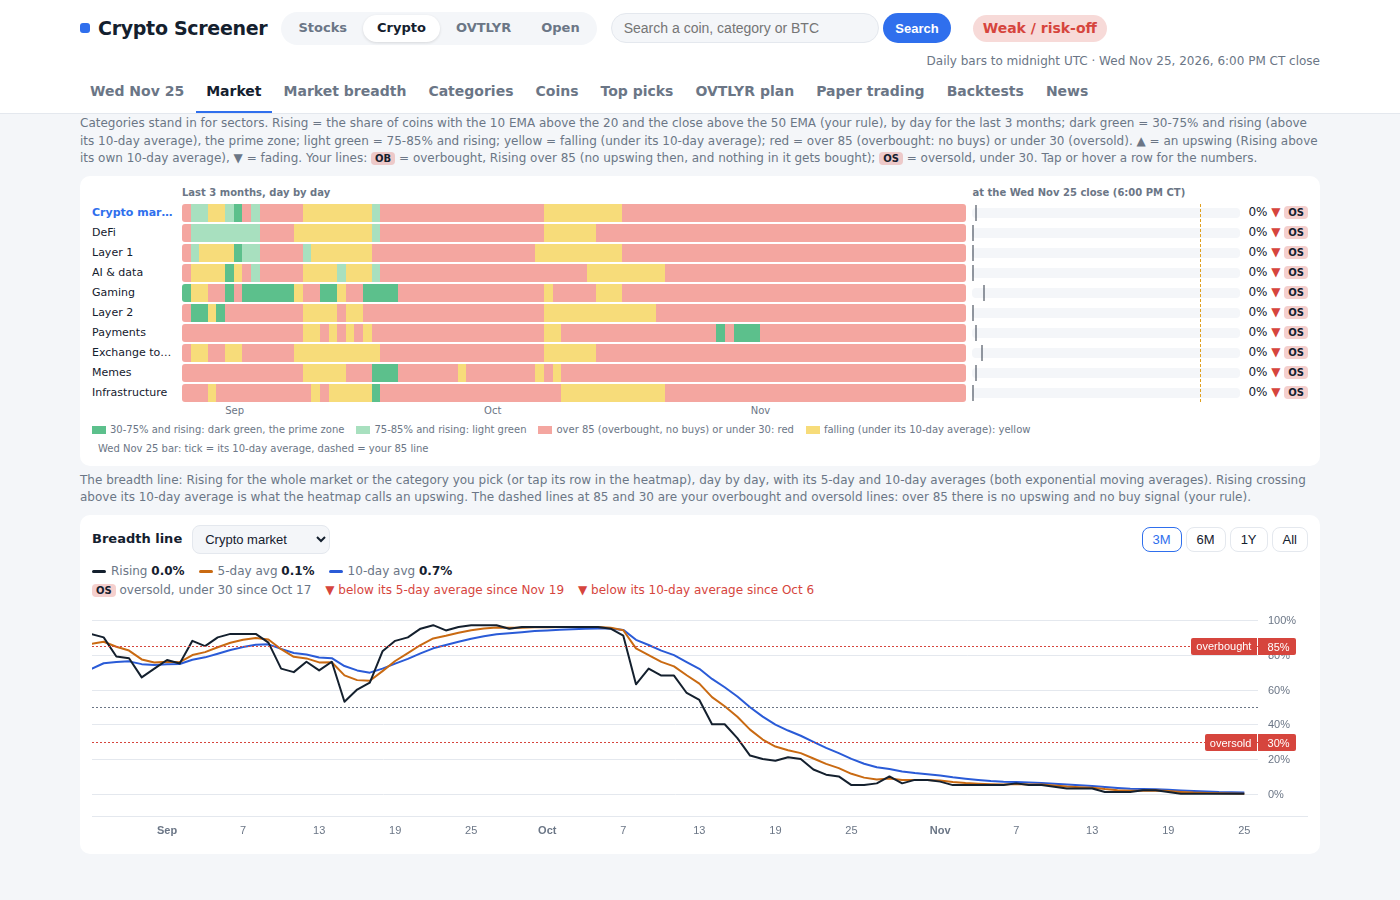 Crypto Screener
Stocks Crypto OVTLYR Open
Search a coin, category or BTC
Search
Weak / risk-off
Daily bars to midnight UTC · Wed Nov 25, 2026, 6:00 PM CT close
Wed Nov 25 Market Market breadth Categories Coins Top picks OVTLYR plan Paper trading Backtests News
Categories stand in for sectors. Rising = the share of coins with the 10 EMA above the 20 and the close above the 50 EMA (your rule), by day for the last 3 months; dark green = 30-75% and rising (above
its 10-day average), the prime zone; light green = 75-85% and rising; yellow = falling (under its 10-day average); red = over 85 (overbought: no buys) or under 30 (oversold). ▲ = an upswing (Rising above
its own 10-day average), ▼ = fading. Your lines: OB = overbought, Rising over 85 (no upswing then, and nothing in it gets bought); OS = oversold, under 30. Tap or hover a row for the numbers.
Last 3 months, day by day
at the Wed Nov 25 close (6:00 PM CT)
Crypto mar... 0% ▼ OS
DeFi 0% ▼ OS
Layer 1 0% ▼ OS
AI & data 0% ▼ OS
Gaming 0% ▼ OS
Layer 2 0% ▼ OS
Payments 0% ▼ OS
Exchange to... 0% ▼ OS
Memes 0% ▼ OS
Infrastructure 0% ▼ OS
Sep Oct Nov
30-75% and rising: dark green, the prime zone 75-85% and rising: light green over 85 (overbought, no buys) or under 30: red falling (under its 10-day average): yellow
Wed Nov 25 bar: tick = its 10-day average, dashed = your 85 line
The breadth line: Rising for the whole market or the category you pick (or tap its row in the heatmap), day by day, with its 5-day and 10-day averages (both exponential moving averages). Rising crossing
above its 10-day average is what the heatmap calls an upswing. The dashed lines at 85 and 30 are your overbought and oversold lines: over 85 there is no upswing and no buy signal (your rule).
Breadth line Crypto market 3M 6M 1Y All
Rising 0.0% 5-day avg 0.1% 10-day avg 0.7%
OS oversold, under 30 since Oct 17 ▼ below its 5-day average since Nov 19 ▼ below its 10-day average since Oct 6
100%
overbought 85%
80%
60%
40%
oversold 30%
20%
0%
Sep 7 13 19 25 Oct 7 13 19 25 Nov 7 13 19 25